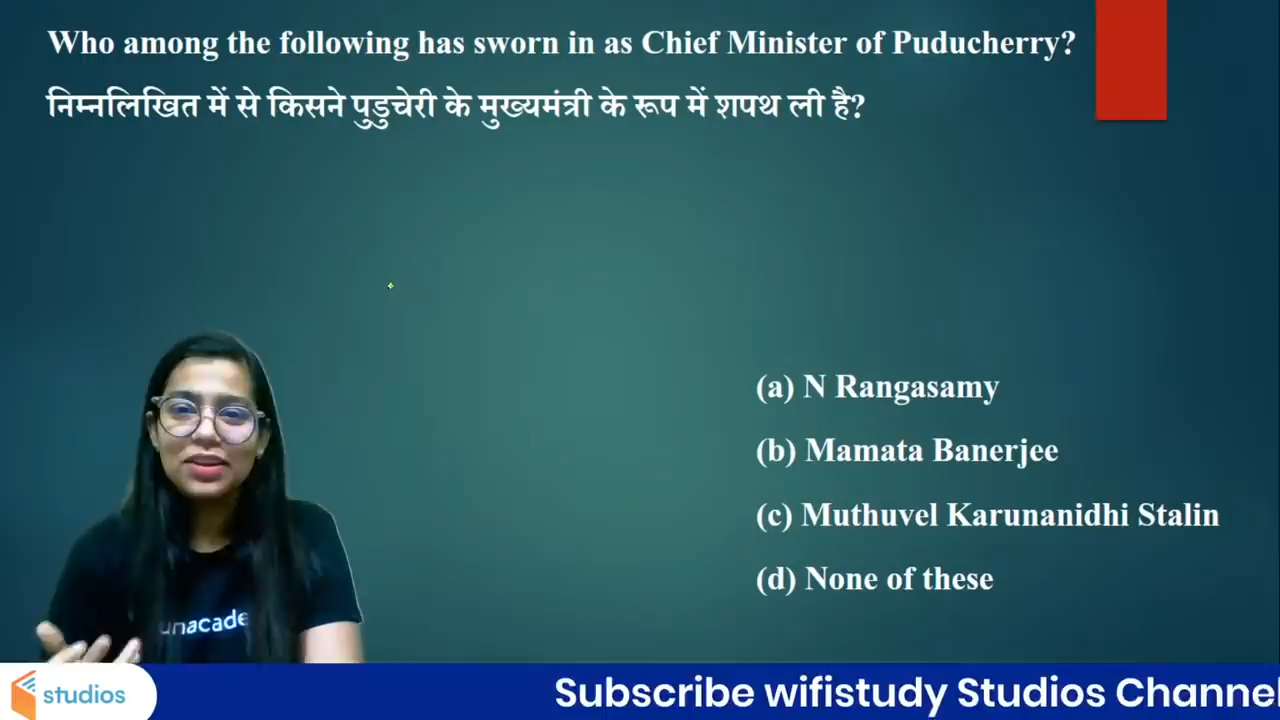 Who among the following has sworn in as Chief Minister of Puducherry?
निम्नलिखित में से किसने पुडुचेरी के मुख्यमंत्री के रूप में शपथ ली है?
(a) N Rangasamy
(b) Mamata Banerjee
(c) Muthuvel Karunanidhi Stalin
(d) None of these
unacade
studios
Subscribe wifistudy Studios Channel